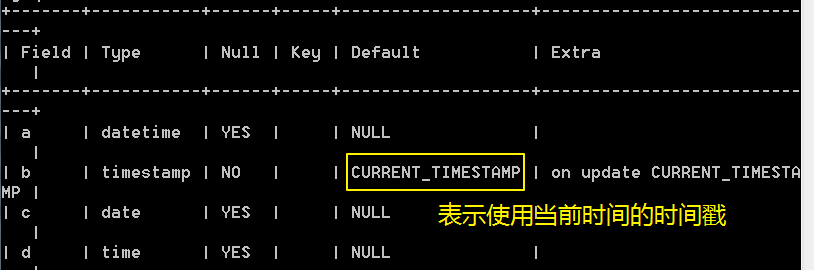 +-------+-----------+------+-----+-------------------+--------------------------
---+
| Field | Type      | Null | Key | Default           | Extra
   |
+-------+-----------+------+-----+-------------------+--------------------------
---+
| a     | datetime  | YES  |     | NULL              |
   |
| b     | timestamp | NO   |     | CURRENT_TIMESTAMP | on update CURRENT_TIMESTA
MP |
| c     | date      | YES  |     | NULL 表示使用当前时间的时间戳
   |
| d     | time      | YES  |     | NULL              |
   |